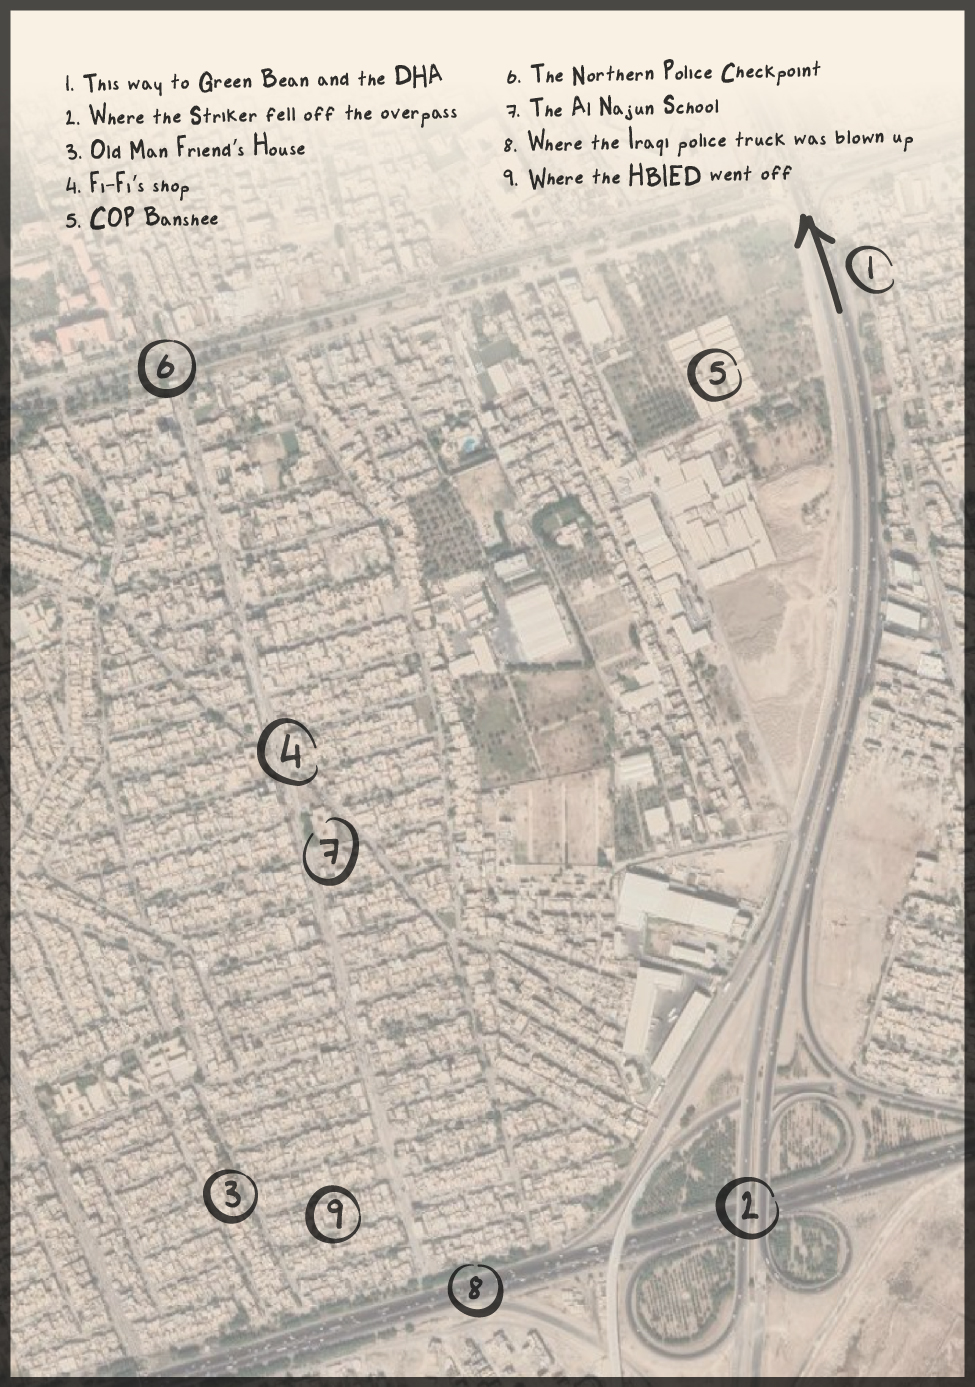 1. This way to Green Bean and the DHA
2. Where the Striker fell off the overpass
3. Old Man Friend's House
4. Fi-Fi's shop
5. COP Banshee
6. The Northern Police Checkpoint
7. The Al Najun School
8. Where the Iraqi police truck was blown up
9. Where the HBIED went off
1
6
5
4
7
3
9
2
8